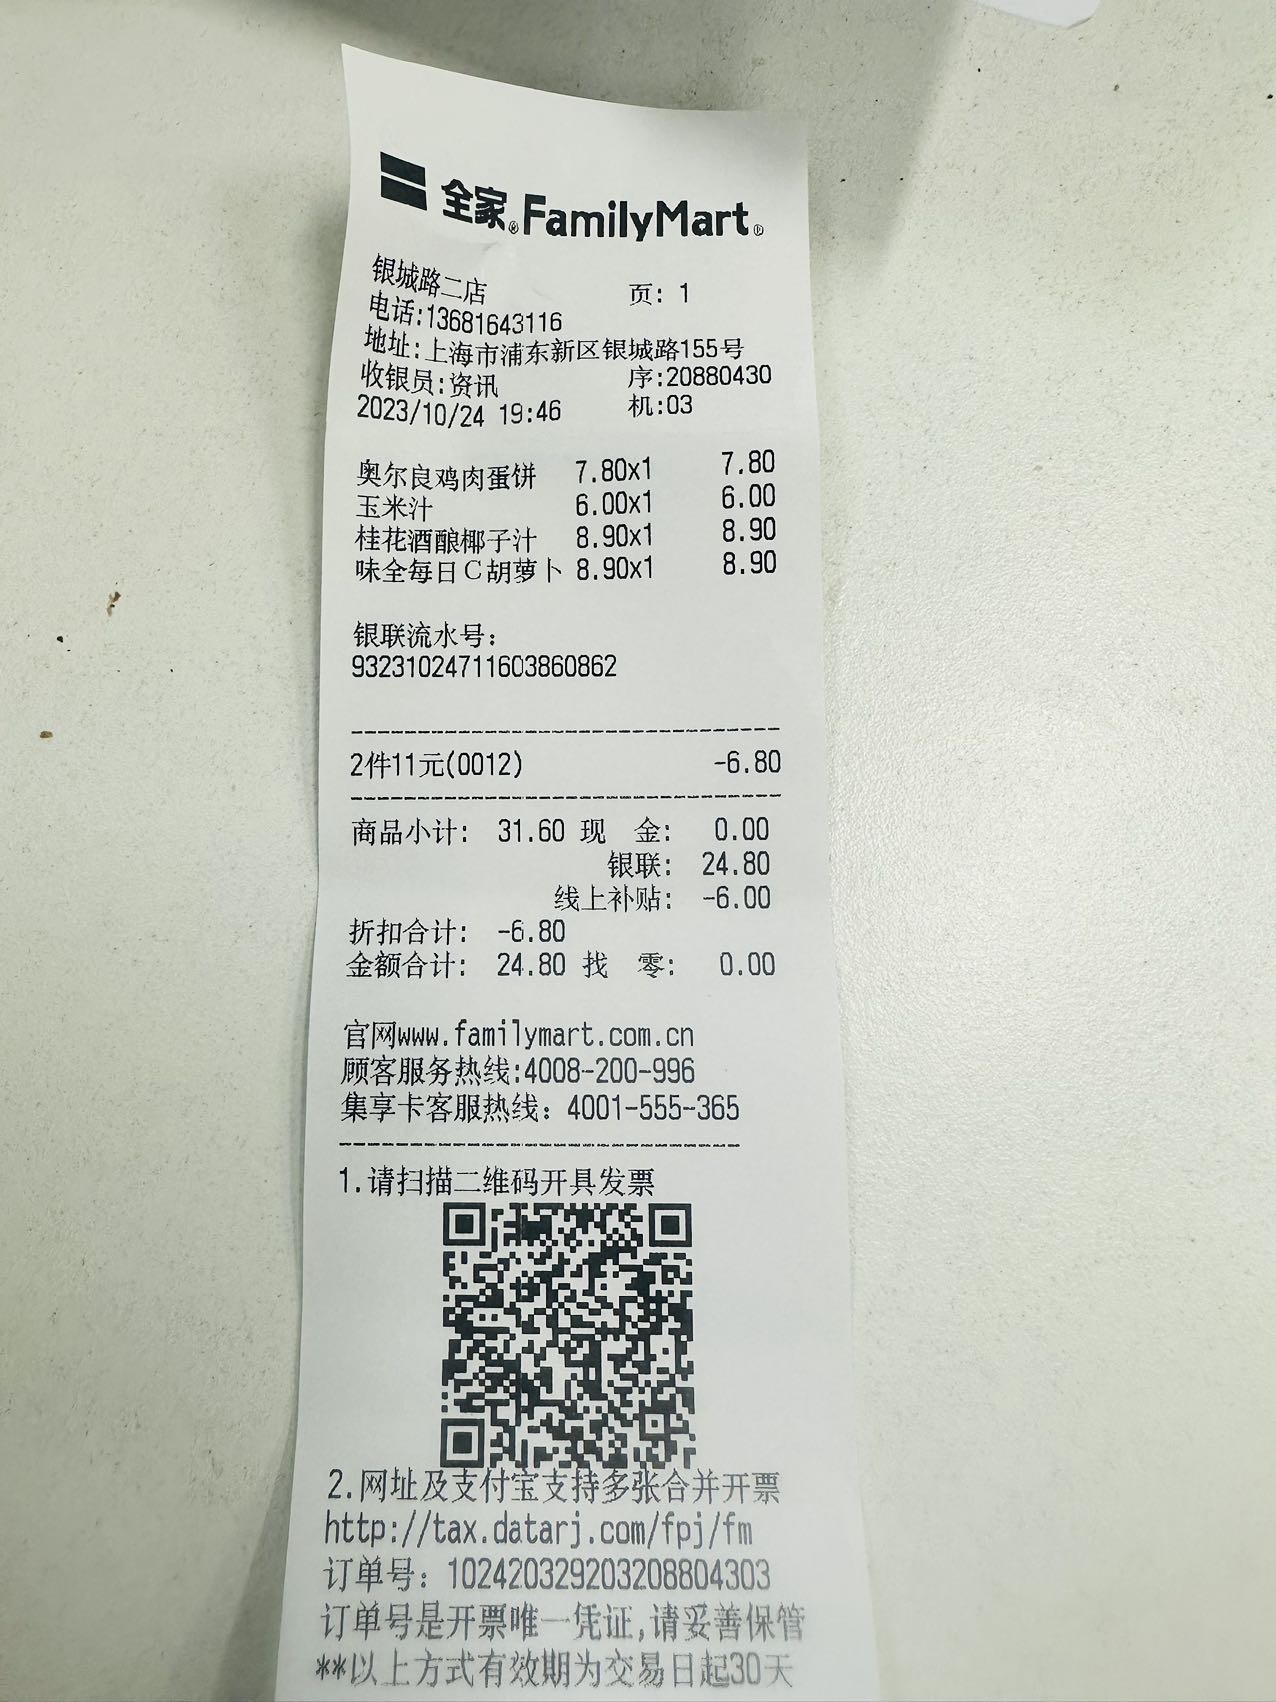 全家® FamilyMart®
银城路二店 页: 1
电话:13681643116
地址:上海市浦东新区银城路155号
收银员:资讯 序:20880430
2023/10/24 19:46 机:03
奥尔良鸡肉蛋饼 7.80x1 7.80
玉米汁 6.00x1 6.00
桂花酒酿椰子汁 8.90x1 8.90
味全每日C胡萝卜 8.90x1 8.90
银联流水号:
93231024711603860862
2件11元(0012) -6.80
商品小计: 31.60 现 金: 0.00
银联: 24.80
线上补贴: -6.00
折扣合计: -6.80
金额合计: 24.80 找 零: 0.00
官网www.familymart.com.cn
顾客服务热线:4008-200-996
集享卡客服热线: 4001-555-365
1.请扫描二维码开具发票
2.网址及支付宝支持多张合并开票
http://tax.datarj.com/fpj/fm
订单号: 102420329203208804303
订单号是开票唯一凭证,请妥善保管
**以上方式有效期为交易日起30天